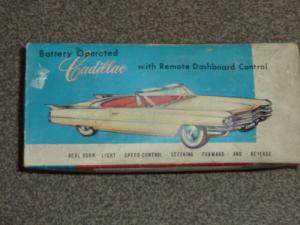 Battery Operated
Cadillac with Remote Dashboard Control
REAL HORN · LIGHT · SPEED CONTROL · STEERING · FORWARD · AND · REVERSE